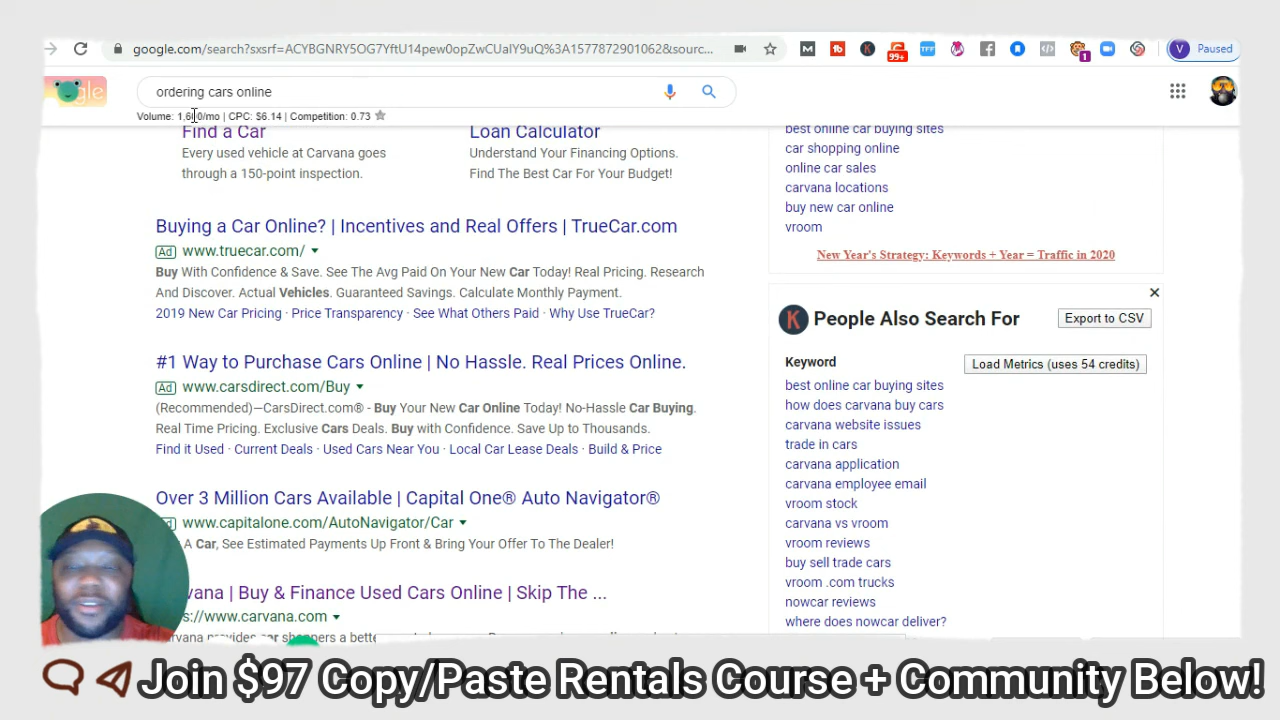 google.com/search?sxsrf=ACYBGNRY5OG7YftU14pew0opZwCUaIY9uQ%3A1577872901062&sourc...
99+
1
V Paused
ordering cars online
Volume: 1,600/mo | CPC: $6.14 | Competition: 0.73
Find a Car
Every used vehicle at Carvana goes
through a 150-point inspection.
Loan Calculator
Understand Your Financing Options.
Find The Best Car For Your Budget!
Buying a Car Online? | Incentives and Real Offers | TrueCar.com
Ad www.truecar.com/
Buy With Confidence & Save. See The Avg Paid On Your New Car Today! Real Pricing. Research
And Discover. Actual Vehicles. Guaranteed Savings. Calculate Monthly Payment.
2019 New Car Pricing · Price Transparency · See What Others Paid · Why Use TrueCar?
#1 Way to Purchase Cars Online | No Hassle. Real Prices Online.
Ad www.carsdirect.com/Buy
(Recommended)—CarsDirect.com® - Buy Your New Car Online Today! No-Hassle Car Buying.
Real Time Pricing. Exclusive Cars Deals. Buy with Confidence. Save Up to Thousands.
Find it Used · Current Deals · Used Cars Near You · Local Car Lease Deals · Build & Price
Over 3 Million Cars Available | Capital One® Auto Navigator®
www.capitalone.com/AutoNavigator/Car
A Car, See Estimated Payments Up Front & Bring Your Offer To The Dealer!
vana | Buy & Finance Used Cars Online | Skip The ...
s://www.carvana.com
best online car buying sites
car shopping online
online car sales
carvana locations
buy new car online
vroom
New Year's Strategy: Keywords + Year = Traffic in 2020
K People Also Search For
Export to CSV
Keyword
Load Metrics (uses 54 credits)
best online car buying sites
how does carvana buy cars
carvana website issues
trade in cars
carvana application
carvana employee email
vroom stock
carvana vs vroom
vroom reviews
buy sell trade cars
vroom .com trucks
nowcar reviews
where does nowcar deliver?
Join $97 Copy/Paste Rentals Course + Community Below!